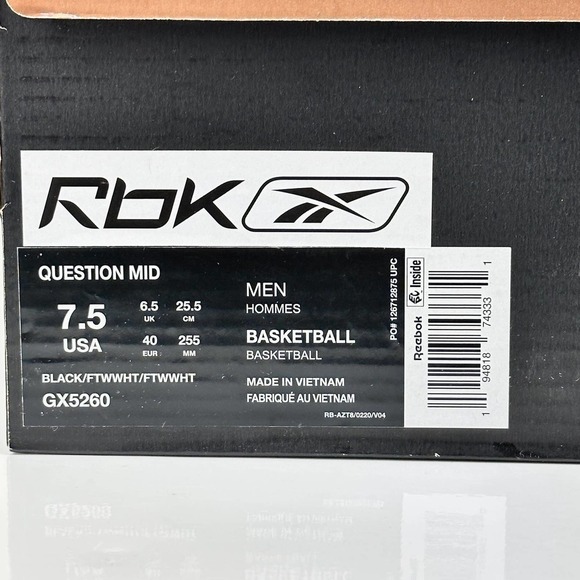 Rbk
QUESTION MID
7.5
USA
6.5
UK
25.5
CM
40
EUR
255
MM
BLACK/FTWWHT/FTWWHT
GX5260
MEN
HOMMES
BASKETBALL
BASKETBALL
MADE IN VIETNAM
FABRIQUÉ AU VIETNAM
RB-AZT8/0220/V04
PO# 126712875 UPC
Reebok
Inside
1 94818 74333 1
GX5260